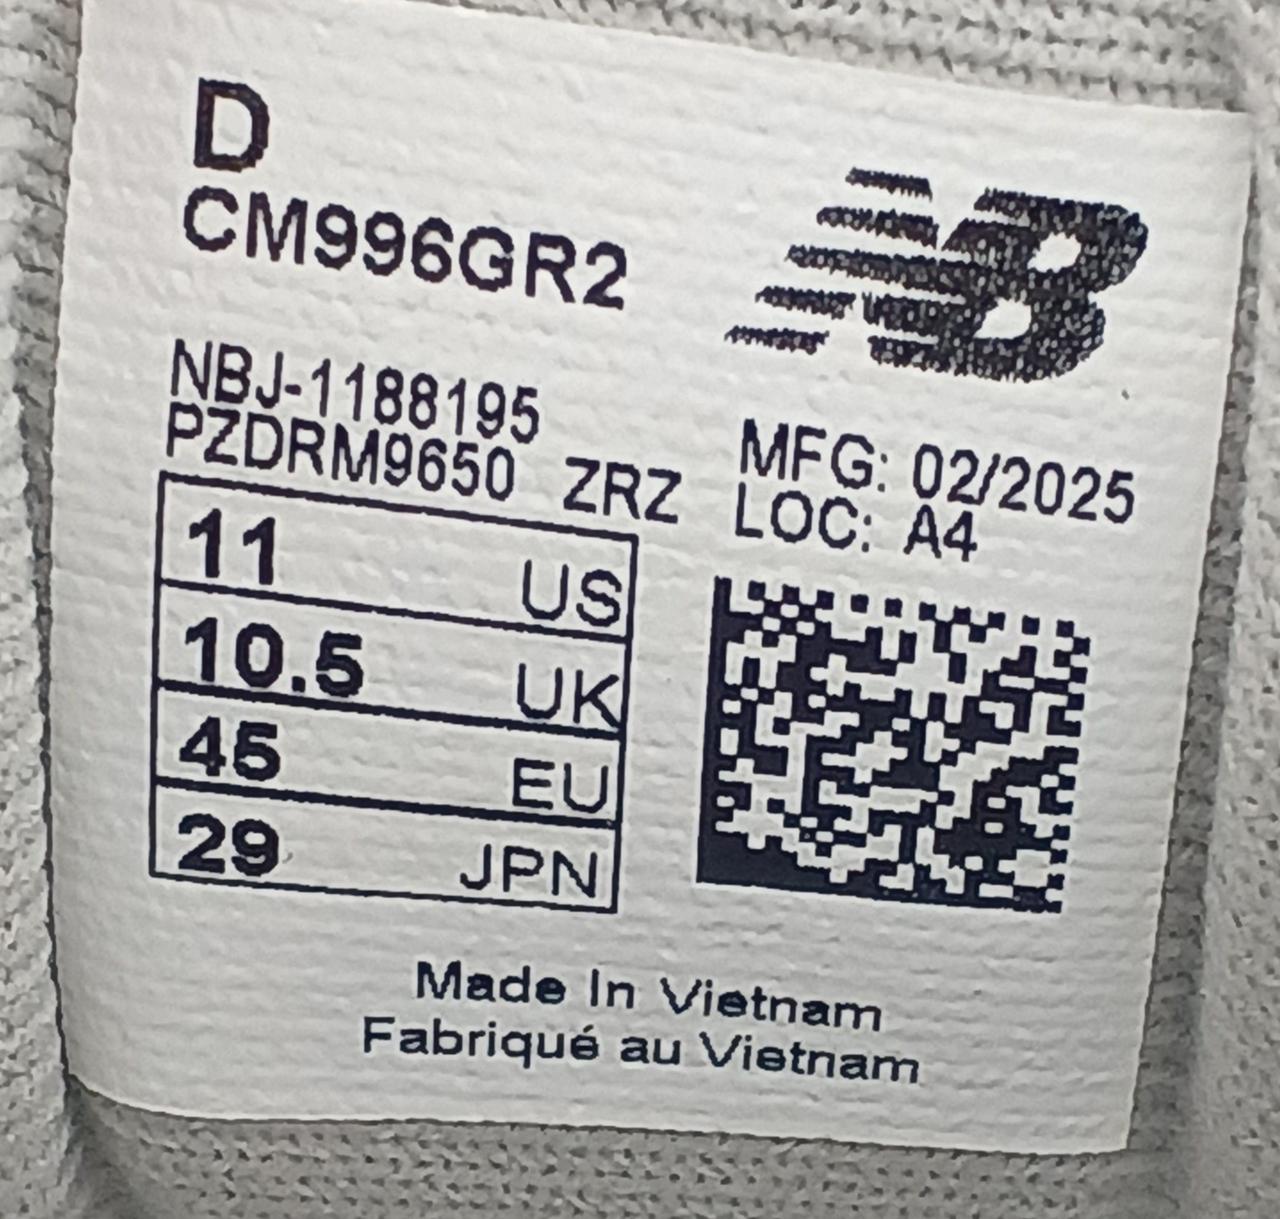 D
CM996GR2
NB
NBJ-1188195
PZDRM9650 ZRZ
MFG: 02/2025
LOC: A4
11 US
10.5 UK
45 EU
29 JPN
Made In Vietnam
Fabriqué au Vietnam